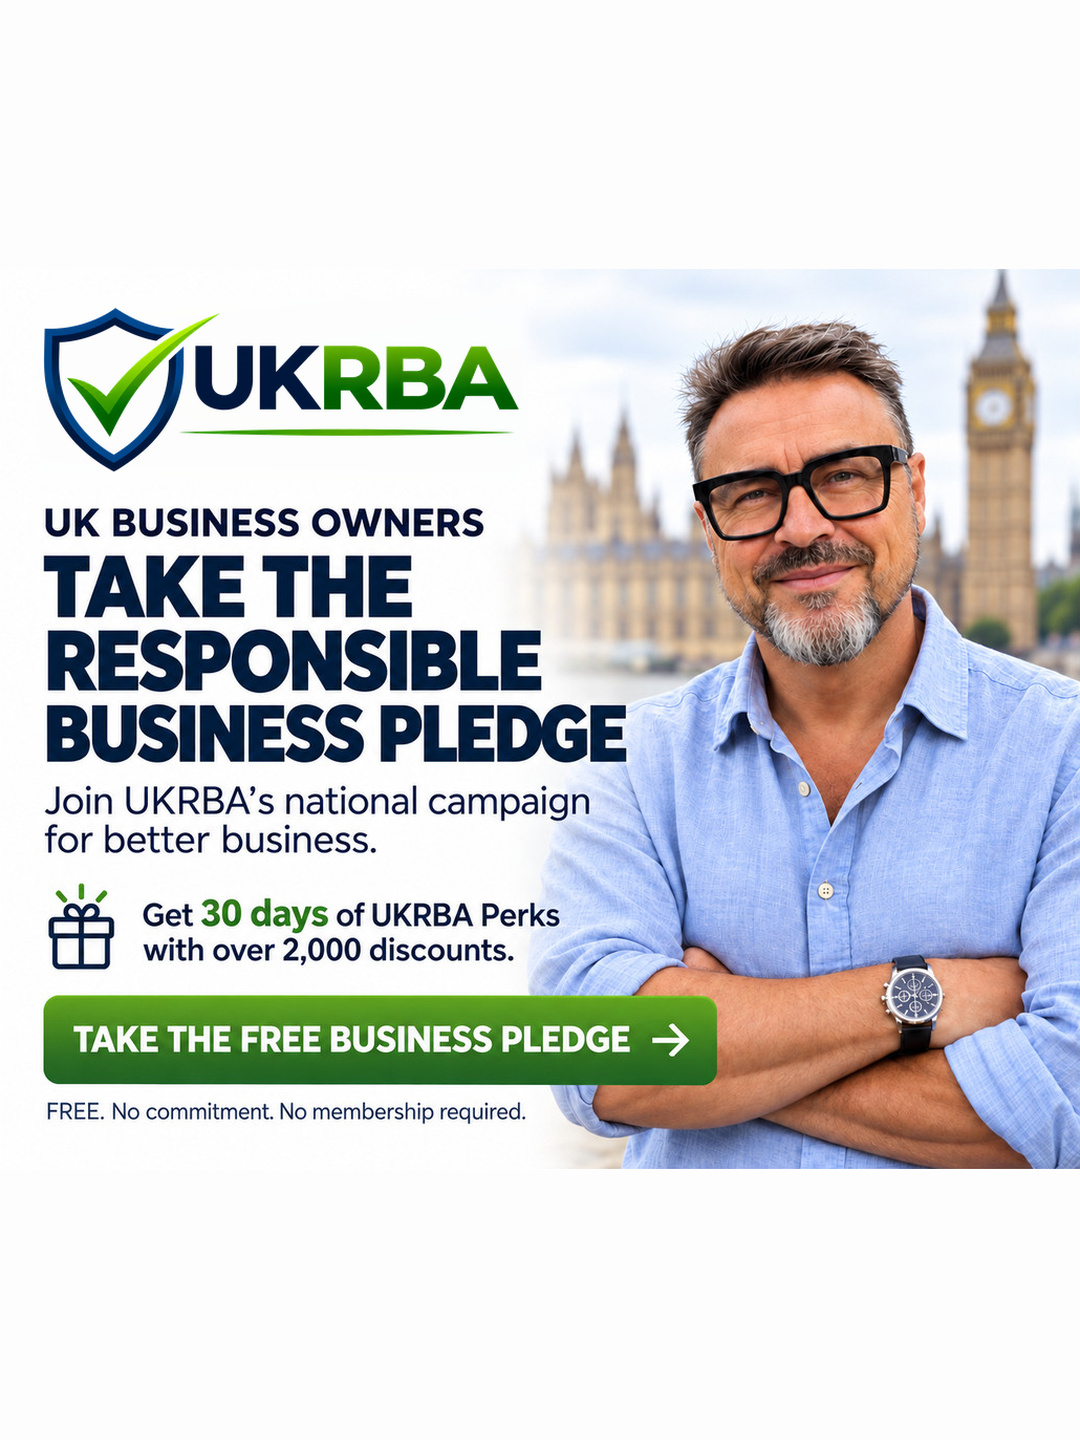 UKRBA
UK BUSINESS OWNERS
TAKE THE
RESPONSIBLE
BUSINESS PLEDGE
Join UKRBA's national campaign
for better business.
Get 30 days of UKRBA Perks
with over 2,000 discounts.
TAKE THE FREE BUSINESS PLEDGE →
FREE. No commitment. No membership required.